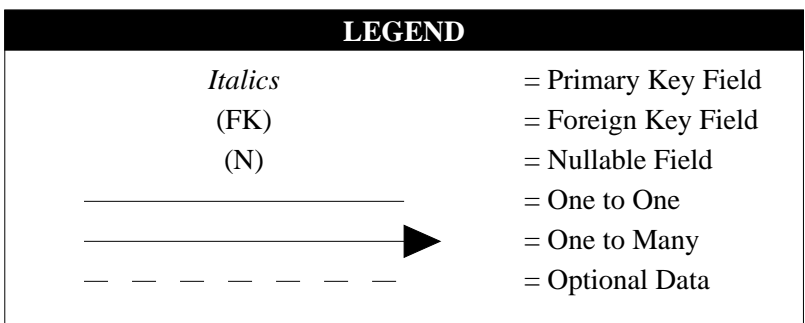 LEGEND
Italics = Primary Key Field
(FK) = Foreign Key Field
(N) = Nullable Field
= One to One
= One to Many
= Optional Data